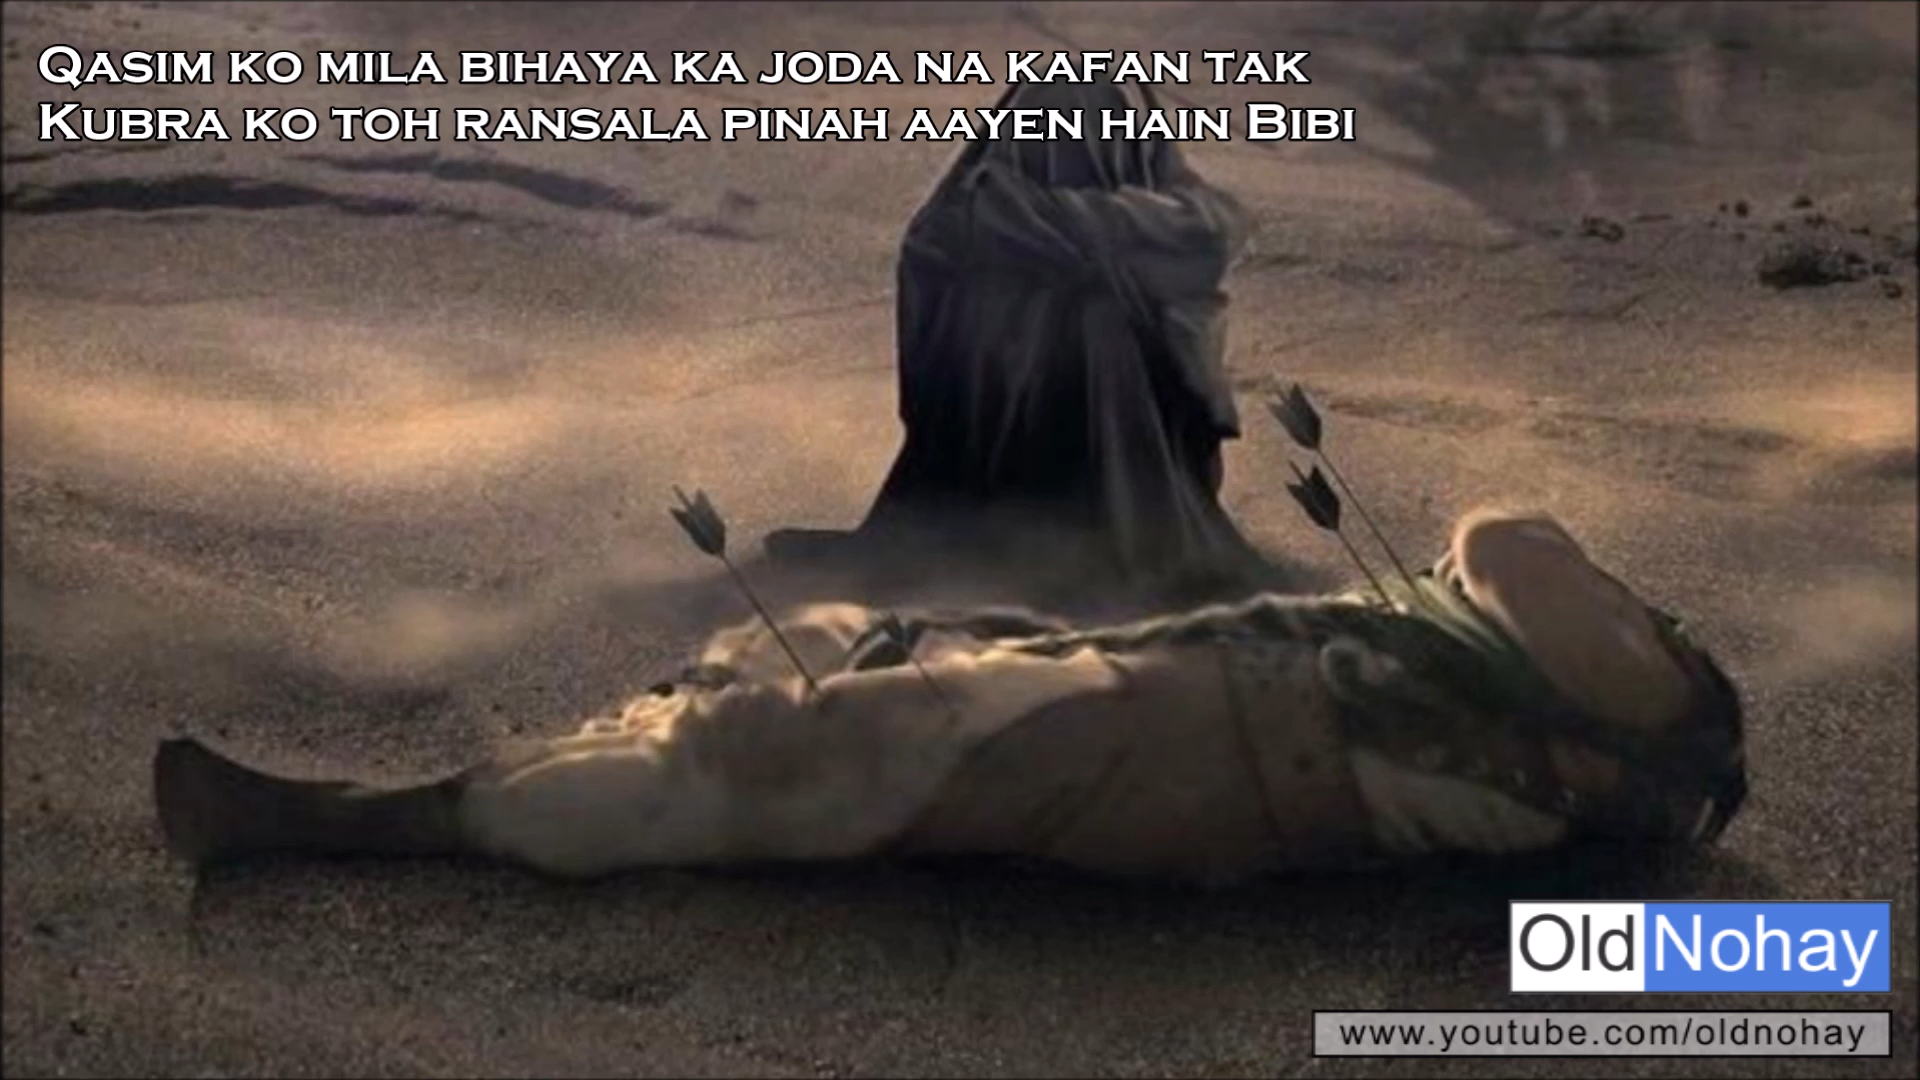 Qasim ko mila bihaya ka joda na kafan tak
Kubra ko toh ransala pinah aayen hain Bibi
Old Nohay
www.youtube.com/oldnohay